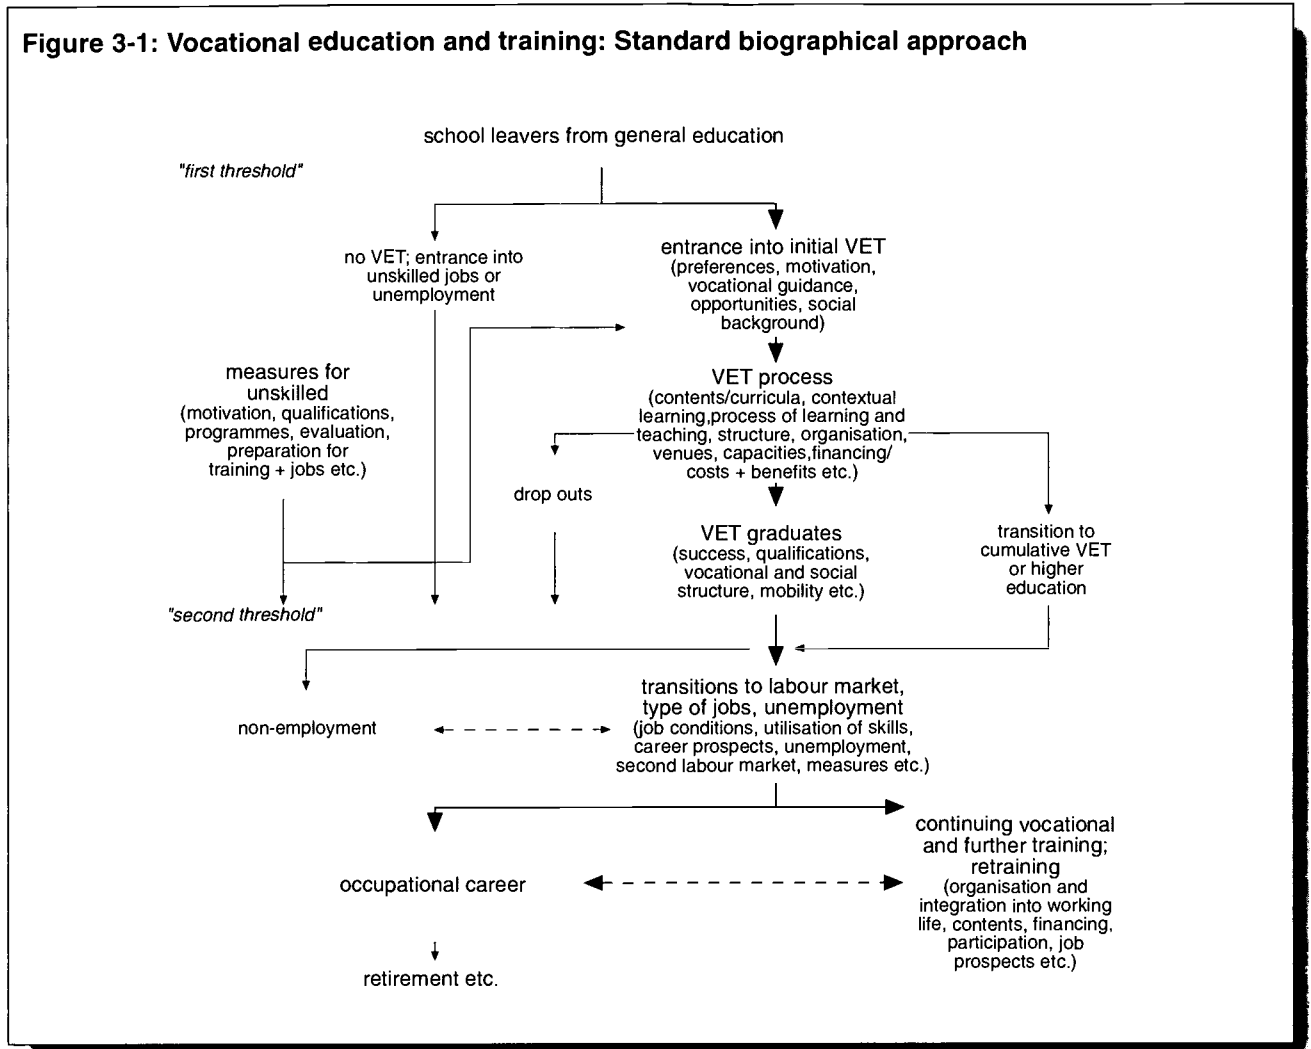 Figure 3-1: Vocational education and training: Standard biographical approach
school leavers from general education
"first threshold"
no VET; entrance into
unskilled jobs or
unemployment
entrance into initial VET
(preferences, motivation,
vocational guidance,
opportunities, social
background)
measures for
unskilled
(motivation, qualifications,
programmes, evaluation,
preparation for
training + jobs etc.)
VET process
(contents/curricula, contextual
learning,process of learning and
teaching, structure, organisation,
venues, capacities,financing/
costs + benefits etc.)
drop outs
VET graduates
(success, qualifications,
vocational and social
structure, mobility etc.)
transition to
cumulative VET
or higher
education
"second threshold"
transitions to labour market,
type of jobs, unemployment
(job conditions, utilisation of skills,
career prospects, unemployment,
second labour market, measures etc.)
non-employment
continuing vocational
and further training;
retraining
(organisation and
integration into working
life, contents, financing,
participation, job
prospects etc.)
occupational career
retirement etc.